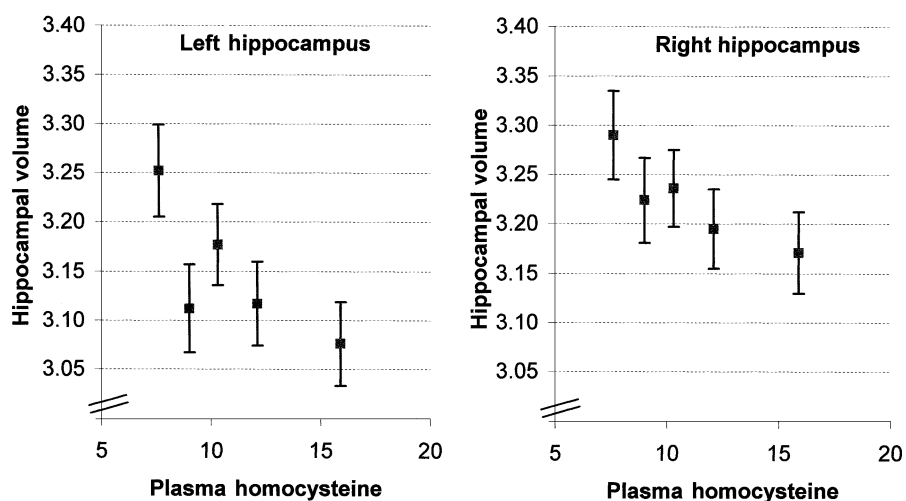 Left hippocampus
Hippocampal volume
3.40
3.35
3.30
3.25
3.20
3.15
3.10
3.05
5 10 15 20
Plasma homocysteine
Right hippocampus
Hippocampal volume
3.40
3.35
3.30
3.25
3.20
3.15
3.10
3.05
5 10 15 20
Plasma homocysteine